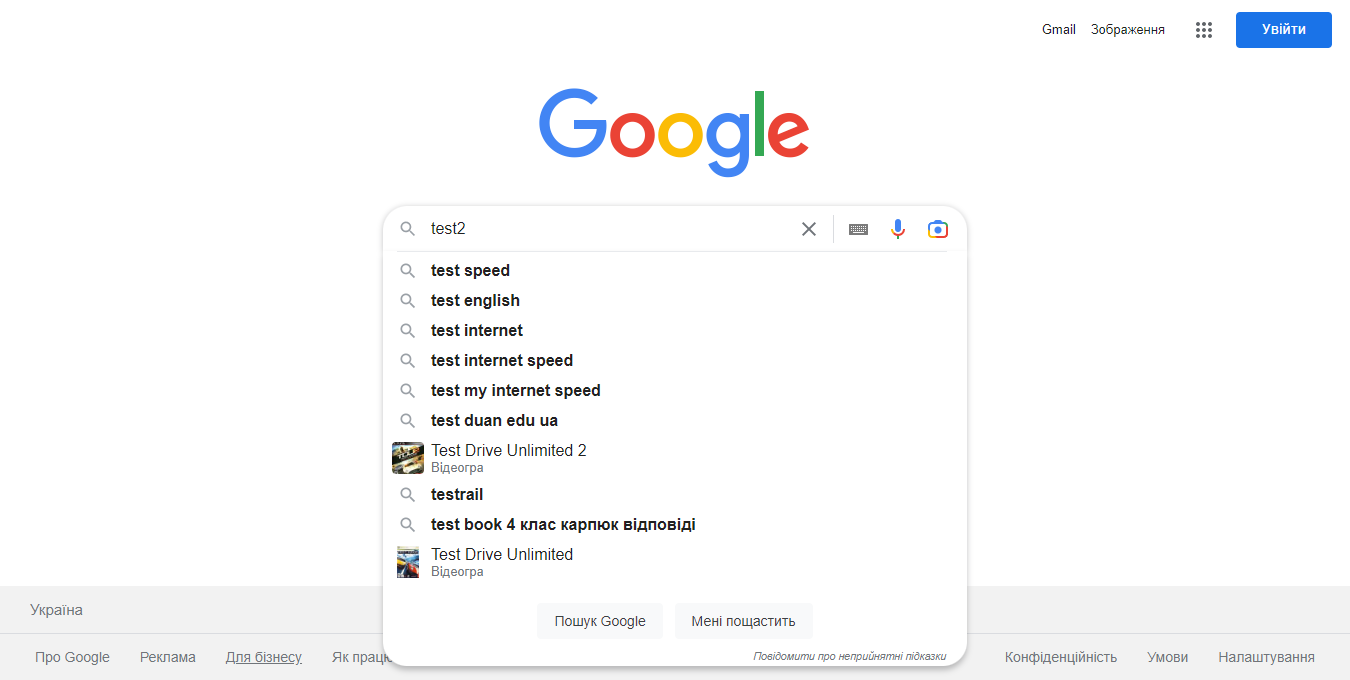 Gmail Зображення Увійти
Google
test2
test speed
test english
test internet
test internet speed
test my internet speed
test duan edu ua
Test Drive Unlimited 2
Відеогра
testrail
test book 4 клас карпюк відповіді
Test Drive Unlimited
Відеогра
Пошук Google Мені пощастить
Повідомити про неприйнятні підказки
Україна
Про Google Реклама Для бізнесу Як Конфіденційність Умови Налаштування